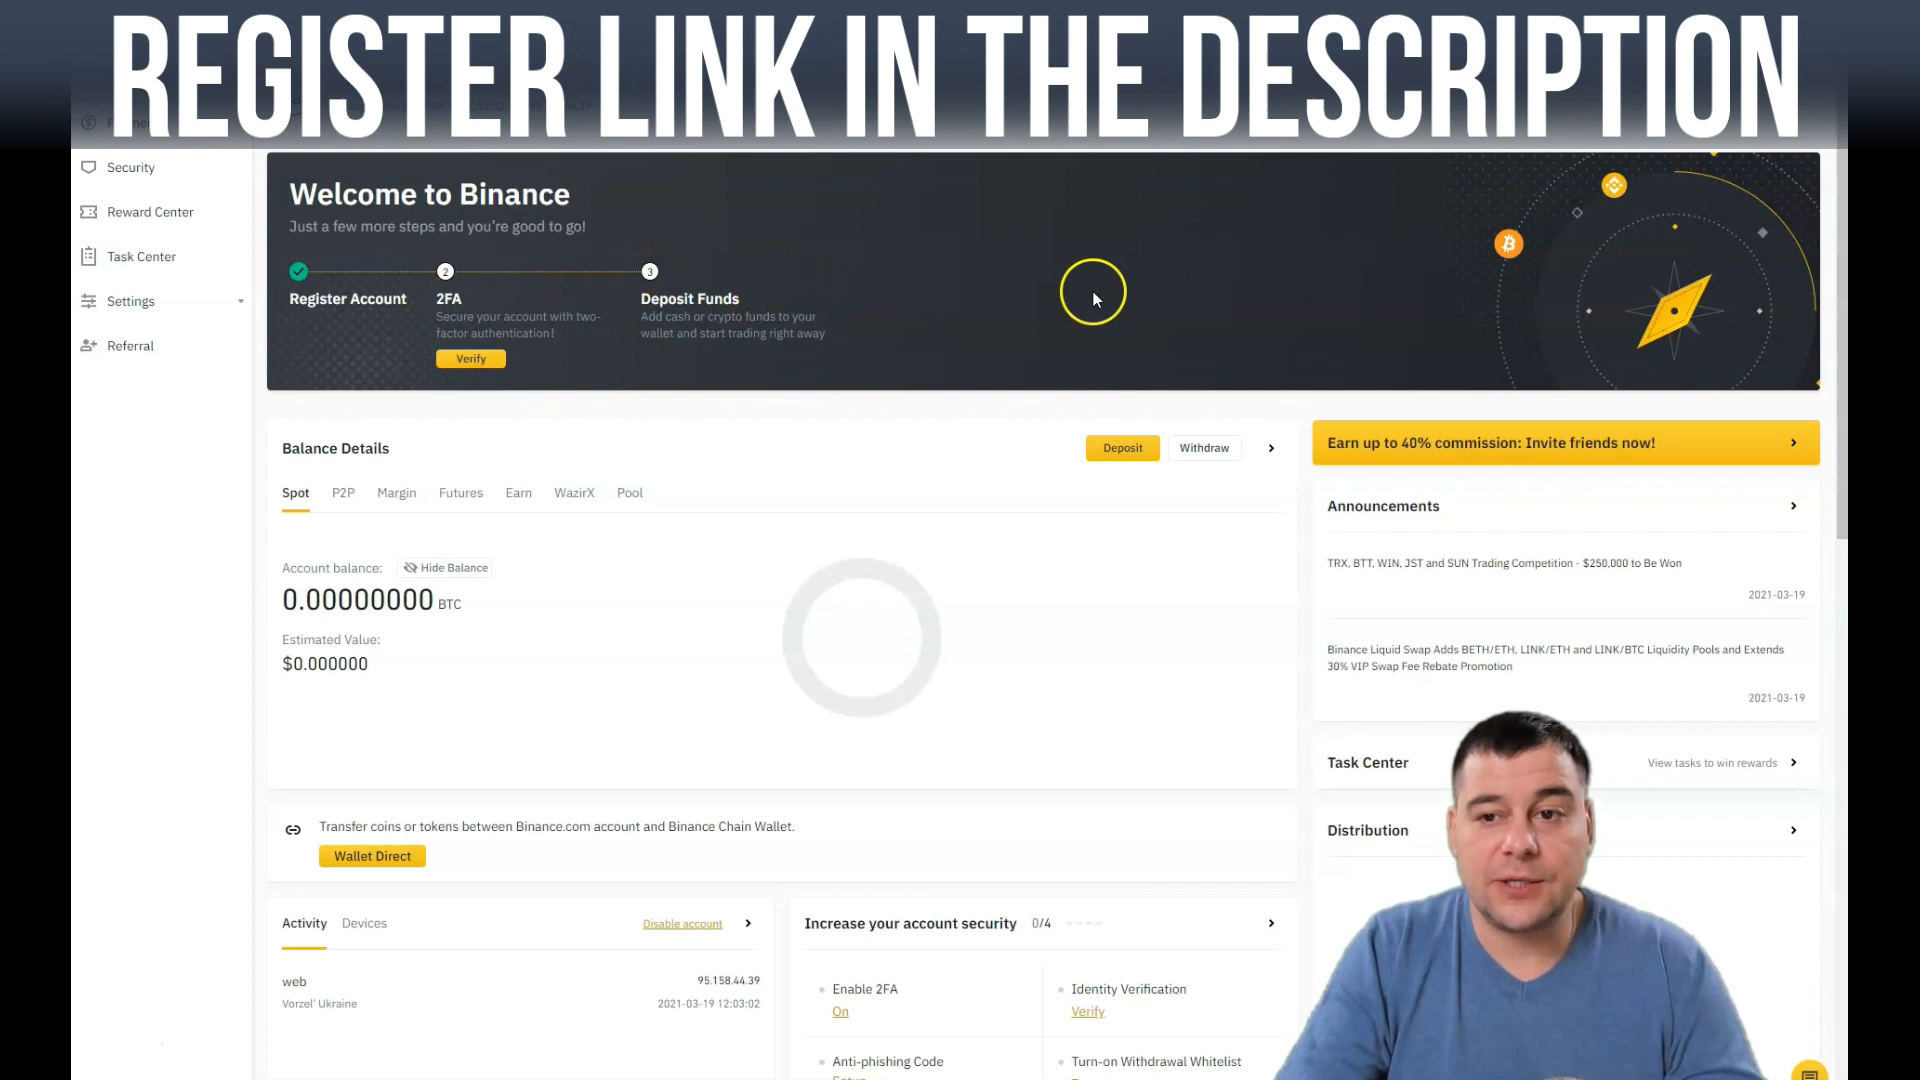 REGISTER LINK IN THE DESCRIPTION
Security
Reward Center
Task Center
Settings
Referral
Welcome to Binance
Just a few more steps and you're good to go!
2
3
Register Account
2FA
Deposit Funds
Secure your account with two-
factor authentication!
Add cash or crypto funds to your
wallet and start trading right away
Verify
Balance Details
Deposit
Withdraw
Spot
P2P
Margin
Futures
Earn
WazirX
Pool
Account balance:
Hide Balance
0.00000000 BTC
Estimated Value:
$0.000000
Earn up to 40% commission: Invite friends now!
Announcements
TRX, BTT, WIN, JST and SUN Trading Competition - $250,000 to Be Won
2021-03-19
Binance Liquid Swap Adds BETH/ETH, LINK/ETH and LINK/BTC Liquidity Pools and Extends
30% VIP Swap Fee Rebate Promotion
2021-03-19
Task Center
View tasks to win rewards
Distribution
Transfer coins or tokens between Binance.com account and Binance Chain Wallet.
Wallet Direct
Activity
Devices
Disable account
web
95.158.44.39
Vorzel' Ukraine
2021-03-19 12:03:02
Increase your account security 0/4
Enable 2FA
On
Identity Verification
Verify
Anti-phishing Code
Turn-on Withdrawal Whitelist